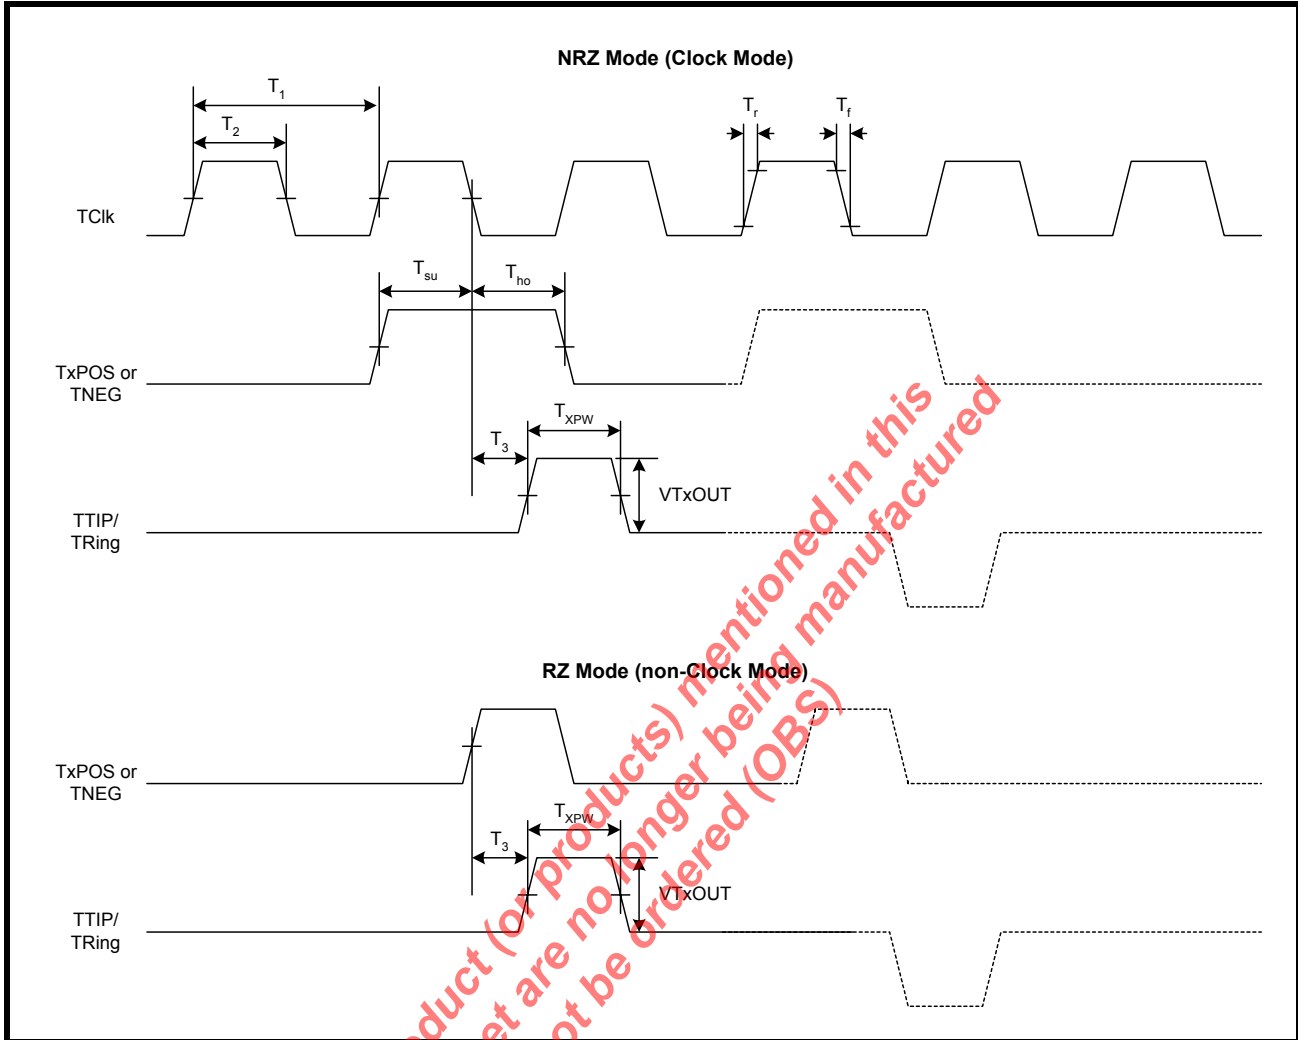 NRZ Mode (Clock Mode)
T1
T2
Tr
Tf
TClk
Tsu
Tho
TxPOS or
TNEG
TXPW
T3
VTxOUT
TTIP/
TRing
RZ Mode (non-Clock Mode)
TxPOS or
TNEG
TXPW
T3
VTxOUT
TTIP/
TRing
(or products) mentioned in this
et are no longer being manufactured
ot be ordered (OBS)